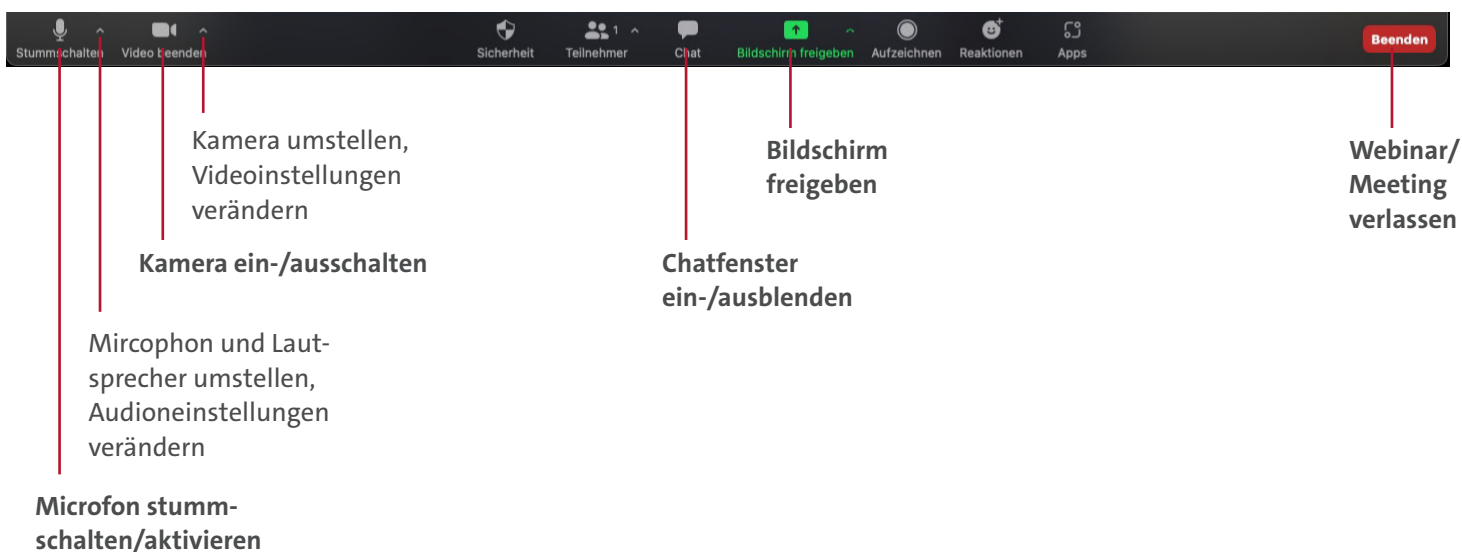 1
Stummschalten Video beenden Sicherheit Teilnehmer Chat Bildschirm freigeben Aufzeichnen Reaktionen Apps Beenden
Kamera umstellen,
Videoinstellungen
verändern
Bildschirm
freigeben
Webinar/
Meeting
verlassen
Kamera ein-/ausschalten
Chatfenster
ein-/ausblenden
Mircophon und Laut-
sprecher umstellen,
Audioneinstellungen
verändern
Microfon stumm-
schalten/aktivieren